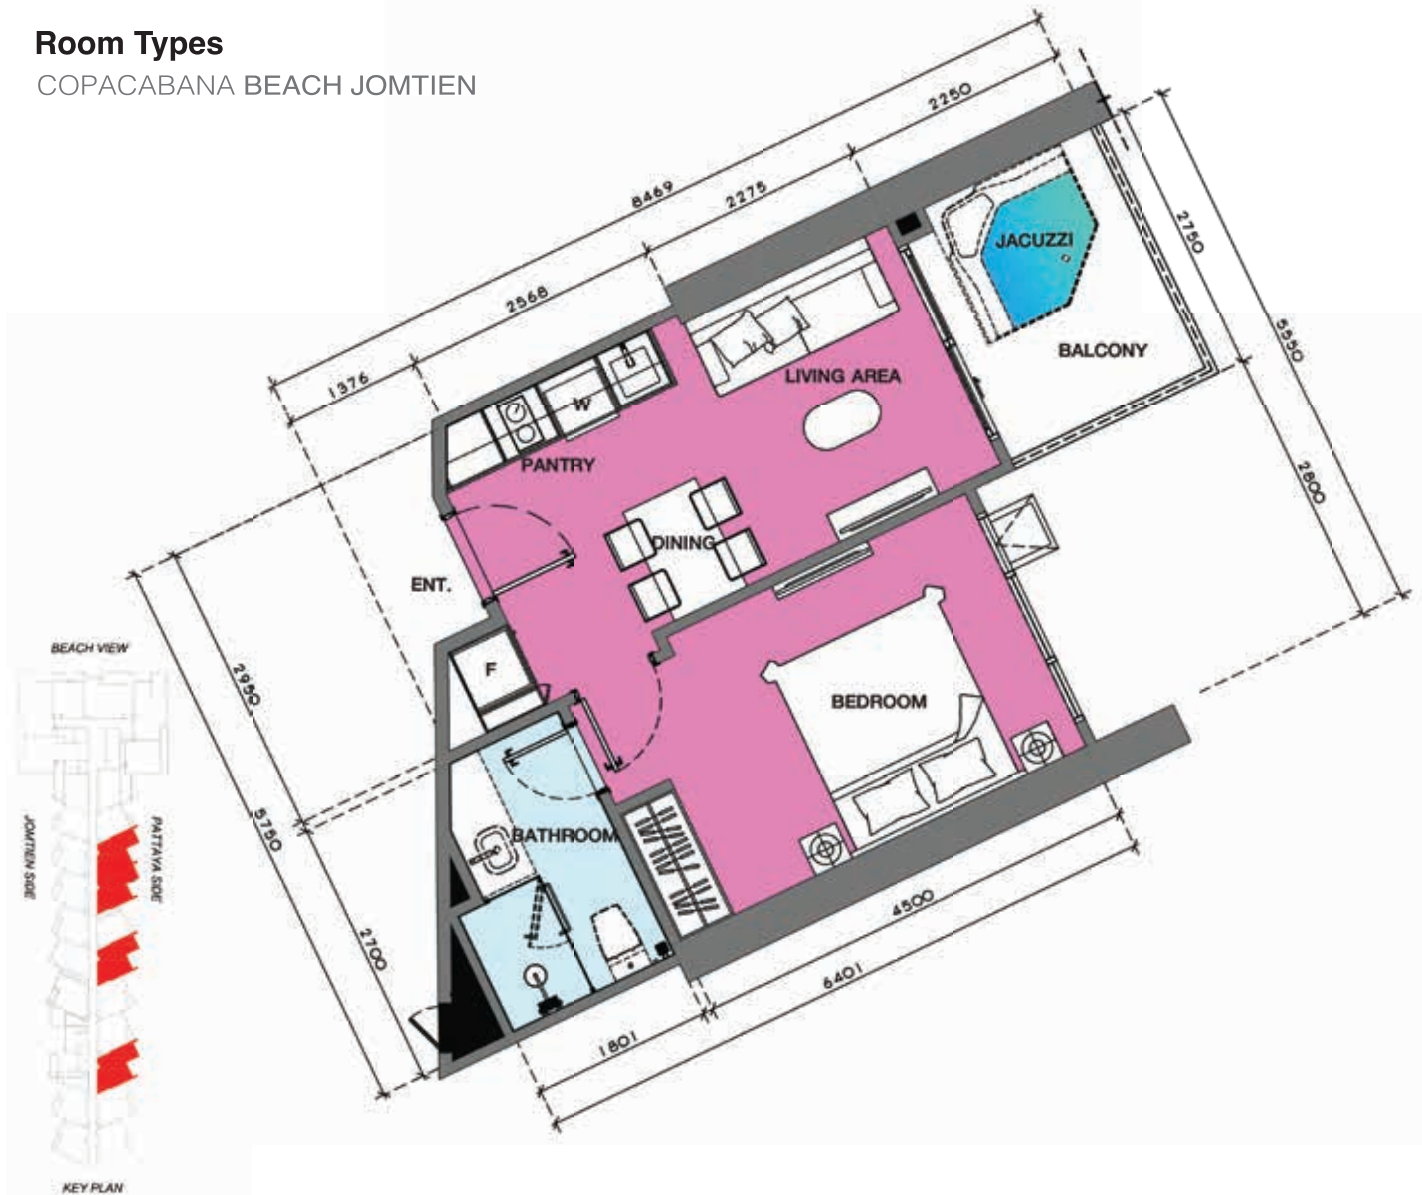 Room Types
COPACABANA BEACH JOMTIEN
2250
8469
2275
2750
2568
JACUZZI
5550
BALCONY
1376
LIVING AREA
W
PANTRY
2800
DINING
ENT.
BEACH VIEW
F
2950
BEDROOM
JOMTIEN SIDE
PATTAYA SIDE
5750
BATHROOM
4500
2700
6401
1801
KEY PLAN